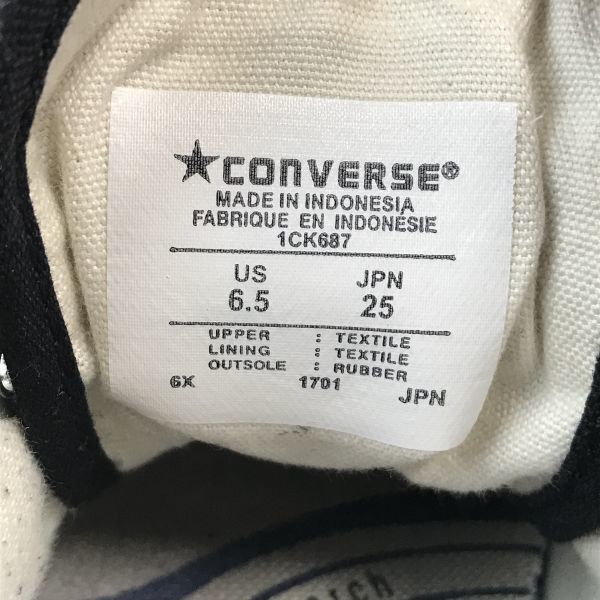 ★CONVERSE®
MADE IN INDONESIA
FABRIQUE EN INDONÉSIE
1CK687
US JPN
6.5 25
UPPER : TEXTILE
LINING : TEXTILE
OUTSOLE : RUBBER
6X 1701 JPN